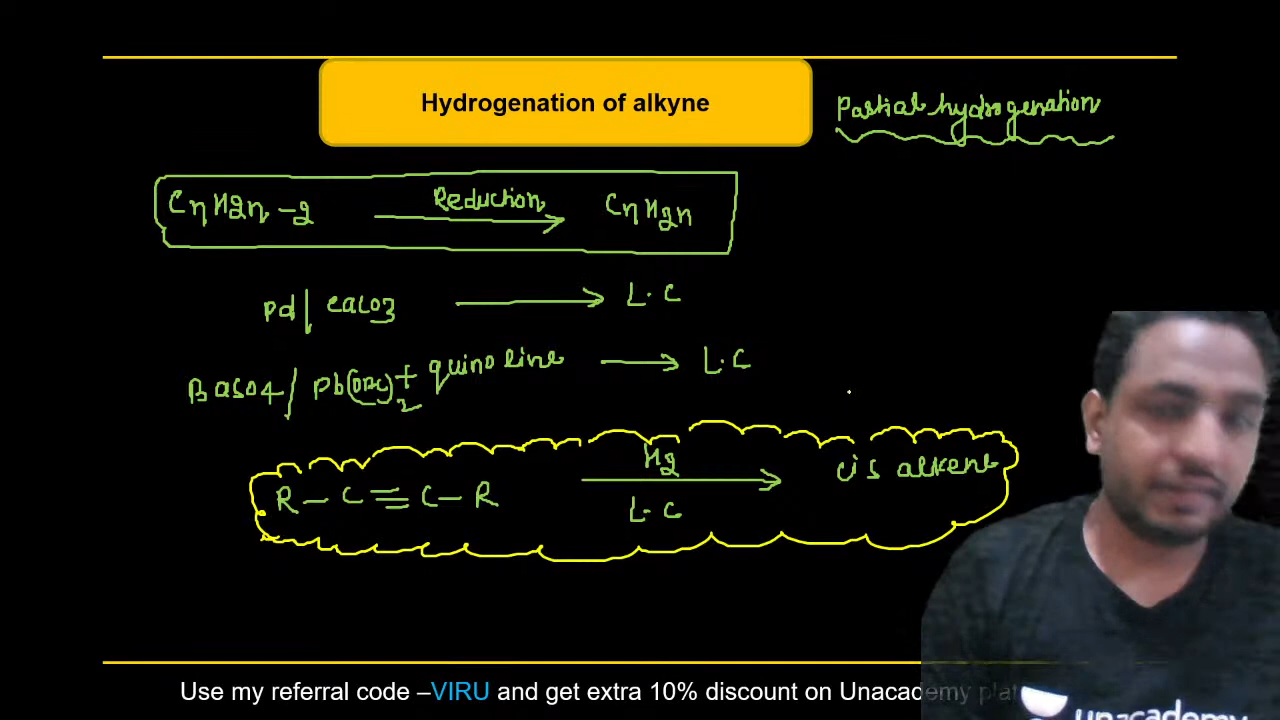 Hydrogenation of alkyne
Partial hydrogenation
CnH2n-2 Reduction CnH2n
Pd | CaCO3 L.C
BaSO4 / Pb(OAC)2 + quinoline L.C
R-C≡C-R H2 L.C cis alkene
Use my referral code –VIRU and get extra 10% discount on Unacademy
unacademy